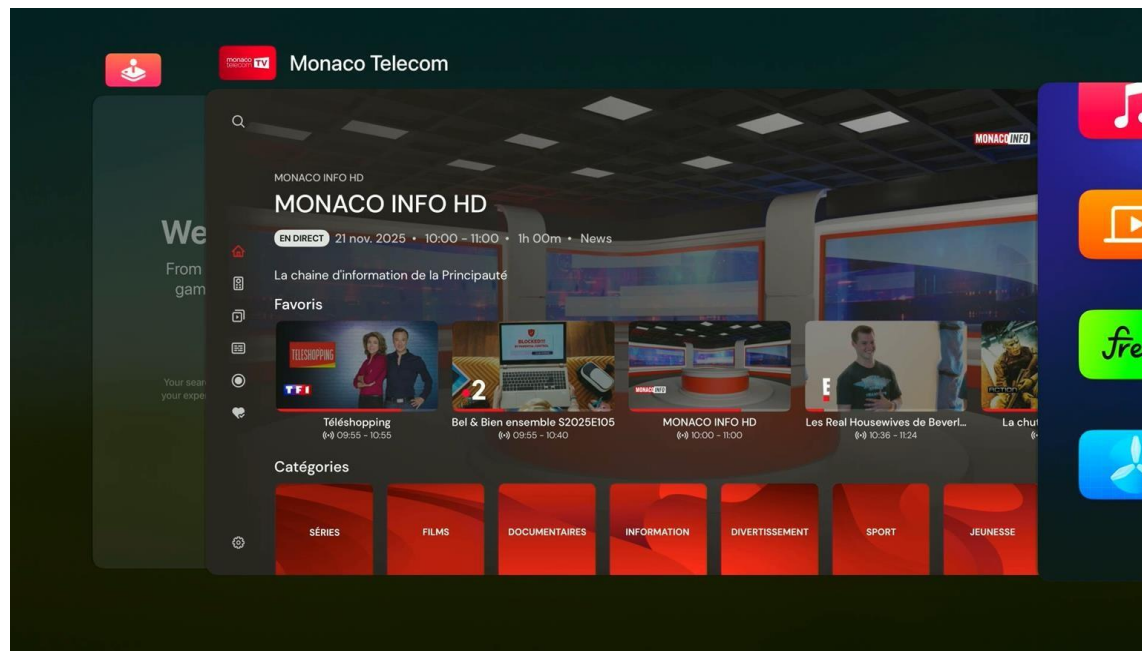 monaco
telecom TV
Monaco Telecom
MONACO INFO
MONACO INFO HD
MONACO INFO HD
EN DIRECT 21 nov. 2025 • 10:00 - 11:00 • 1h 00m • News
La chaine d'information de la Principauté
We
From
gam
Your sear
your expe
Favoris
TELESHOPPING
TF1
BLOCKED!!!
2
MONACO INFO
E
FICTION
Téléshopping
09:55 - 10:55
Bel & Bien ensemble S2025E105
09:55 - 10:40
MONACO INFO HD
10:00 - 11:00
Les Real Housewives de Beverl...
10:36 - 11:24
La chut
Catégories
SÉRIES
FILMS
DOCUMENTAIRES
INFORMATION
DIVERTISSEMENT
SPORT
JEUNESSE
fre